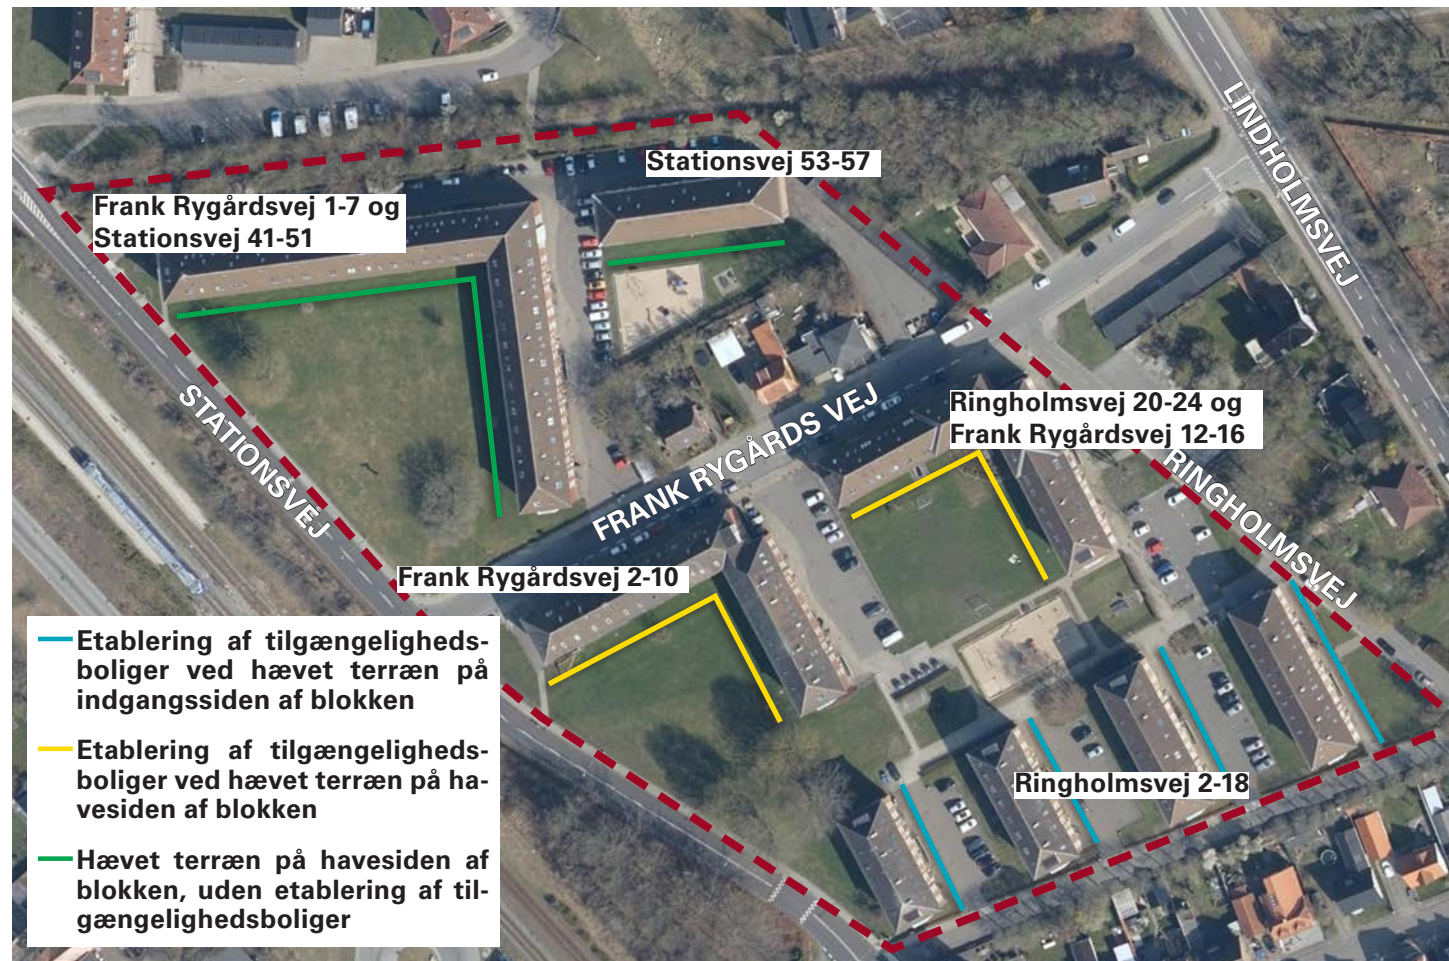 LINDHOLMSVEJ
Stationsvej 53-57
Frank Rygårdsvej 1-7 og
Stationsvej 41-51
STATIONSVEJ
FRANK RYGÅRDS VEJ
Ringholmsvej 20-24 og
Frank Rygårdsvej 12-16
RINGHOLMSVEJ
Frank Rygårdsvej 2-10
Ringholmsvej 2-18
Etablering af tilgængeligheds-
boliger ved hævet terræn på
indgangssiden af blokken
Etablering af tilgængeligheds-
boliger ved hævet terræn på ha-
vesiden af blokken
Hævet terræn på havesiden af
blokken, uden etablering af til-
gængelighedsboliger